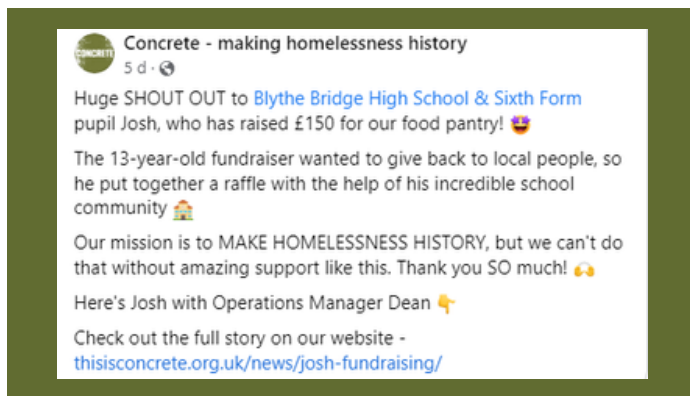 CONCRETE
Concrete - making homelessness history
5 d ·
Huge SHOUT OUT to Blythe Bridge High School & Sixth Form
pupil Josh, who has raised £150 for our food pantry! 🤩
The 13-year-old fundraiser wanted to give back to local people, so
he put together a raffle with the help of his incredible school
community 🏫
Our mission is to MAKE HOMELESSNESS HISTORY, but we can't do
that without amazing support like this. Thank you SO much! 🙌
Here's Josh with Operations Manager Dean 👇
Check out the full story on our website -
thisisconcrete.org.uk/news/josh-fundraising/